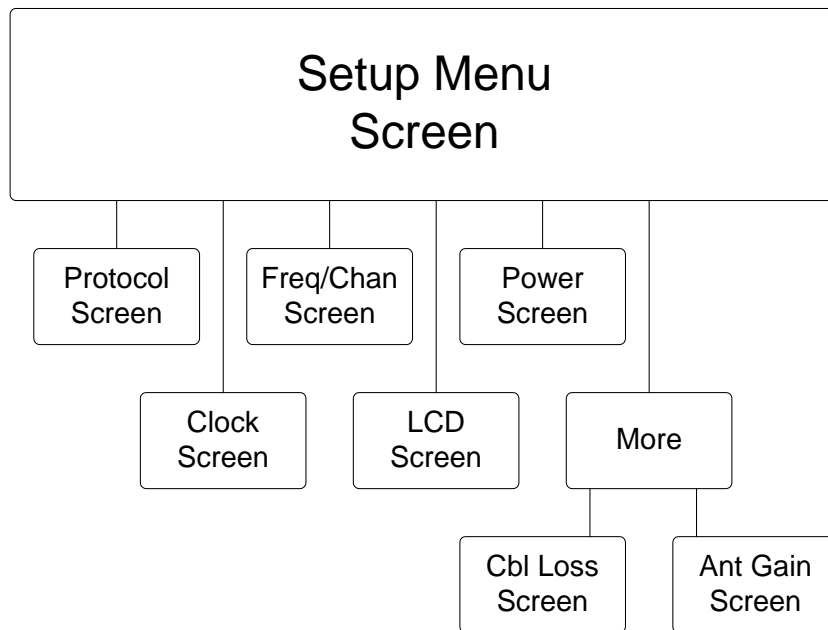 Setup Menu
Screen
Protocol
Screen
Freq/Chan
Screen
Power
Screen
Clock
Screen
LCD
Screen
More
Cbl Loss
Screen
Ant Gain
Screen